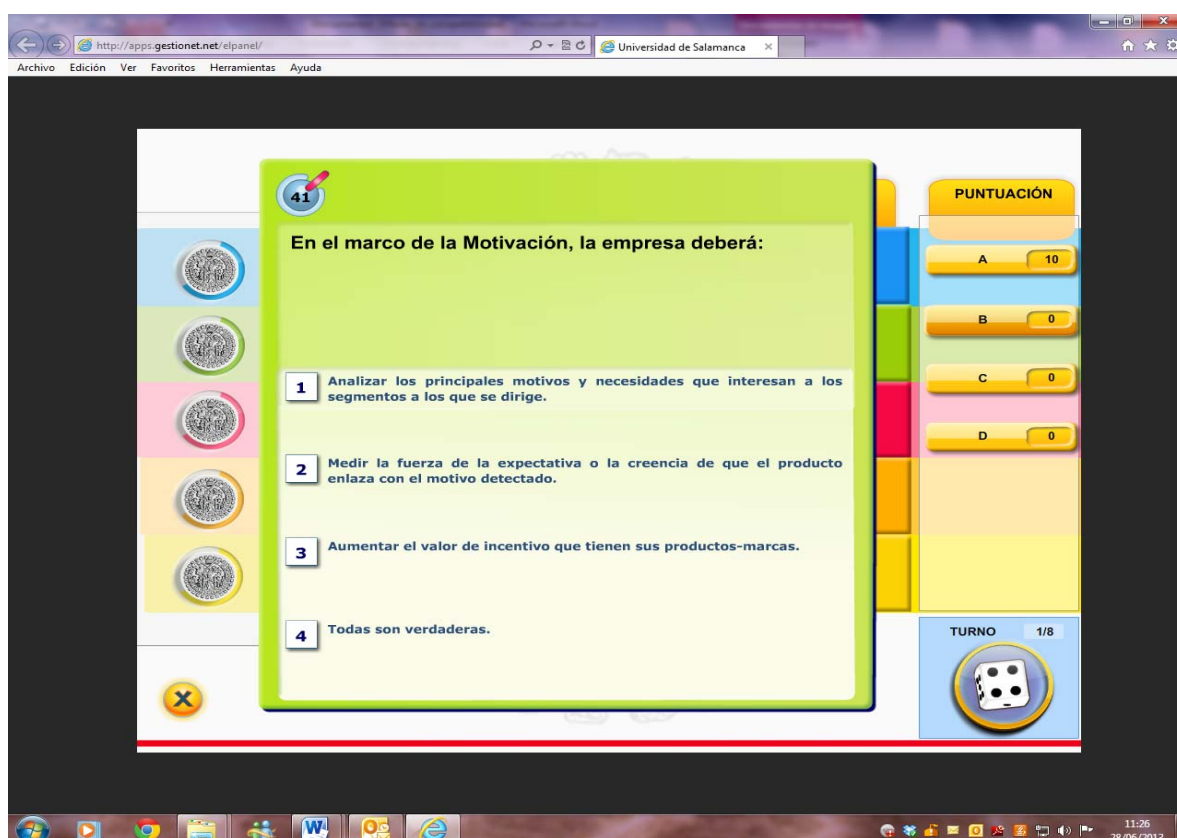 http://apps.gestionet.net/elpanel/
Universidad de Salamanca
Archivo Edición Ver Favoritos Herramientas Ayuda
41
PUNTUACIÓN
En el marco de la Motivación, la empresa deberá:
A 10
B 0
C 0
D 0
1 Analizar los principales motivos y necesidades que interesan a los
segmentos a los que se dirige.
2 Medir la fuerza de la expectativa o la creencia de que el producto
enlaza con el motivo detectado.
3 Aumentar el valor de incentivo que tienen sus productos-marcas.
4 Todas son verdaderas.
TURNO 1/8
X
11:26
28/06/2013